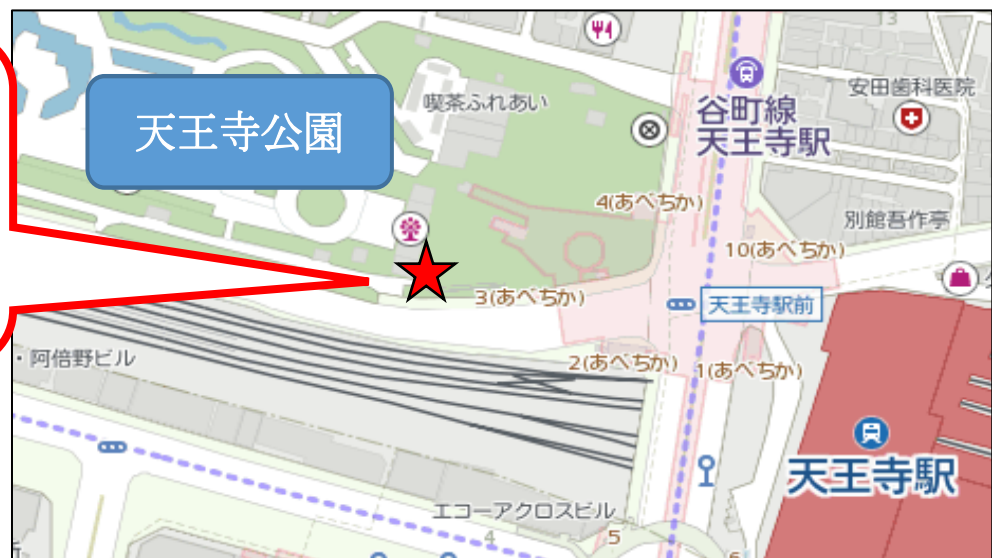 3
安田歯科医院
喫茶ふれあい
天王寺公園
谷町線
天王寺駅
4(あべちか)
別館吾作亭
10(あべちか)
3(あべちか)
天王寺駅前
・阿倍野ビル
2(あべちか)
1(あべちか)
天王寺駅
エコーアクロスビル
4
5
6